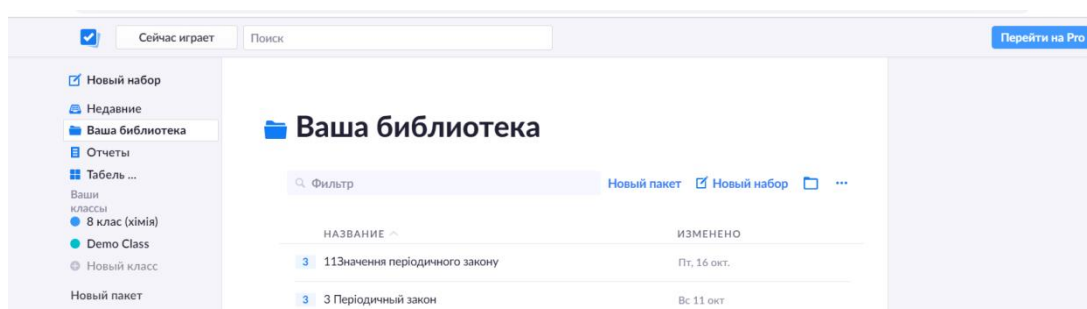 Сейчас играет
Поиск
Перейти на Pro
Новый набор
Недавние
Ваша библиотека
Отчеты
Табель ...
Ваши
классы
8 клас (хімія)
Demo Class
Новый класс
Новый пакет
Ваша библиотека
Фильтр
Новый пакет Новый набор ...
НАЗВАНИЕ ИЗМЕНЕНО
3 11Значення періодичного закону Пт, 16 окт.
3 3 Періодичный закон Вс 11 окт